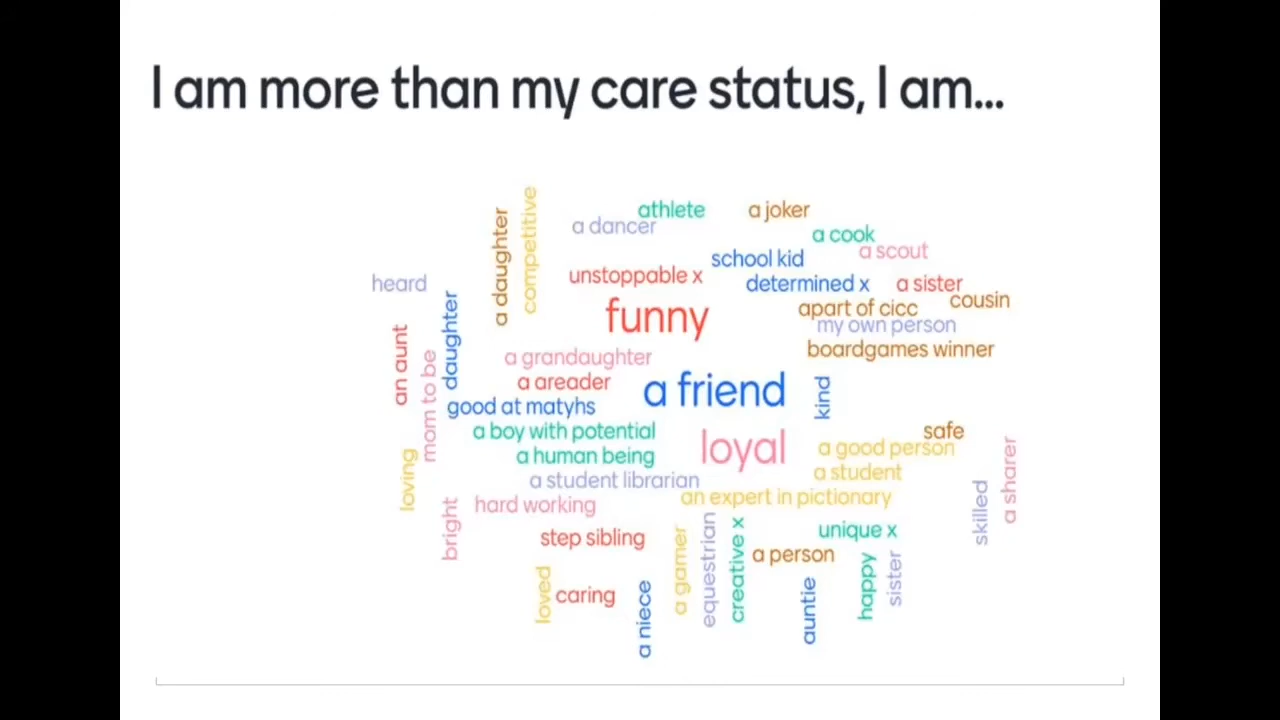 I am more than my care status, I am...
competitive
a daughter
athlete
a joker
a dancer
a cook
a scout
school kid
heard
unstoppable x
determined x
a sister
cousin
daughter
funny
apart of cicc
my own person
an aunt
mom to be
a grandaughter
boardgames winner
a areader
a friend
kind
good at matyhs
a boy with potential
safe
loyal
a good person
a human being
a sharer
loving
a student librarian
a student
skilled
bright
hard working
an expert in pictionary
step sibling
a gamer
equestrian
creative x
unique x
a person
happy
sister
loved
caring
a niece
auntie